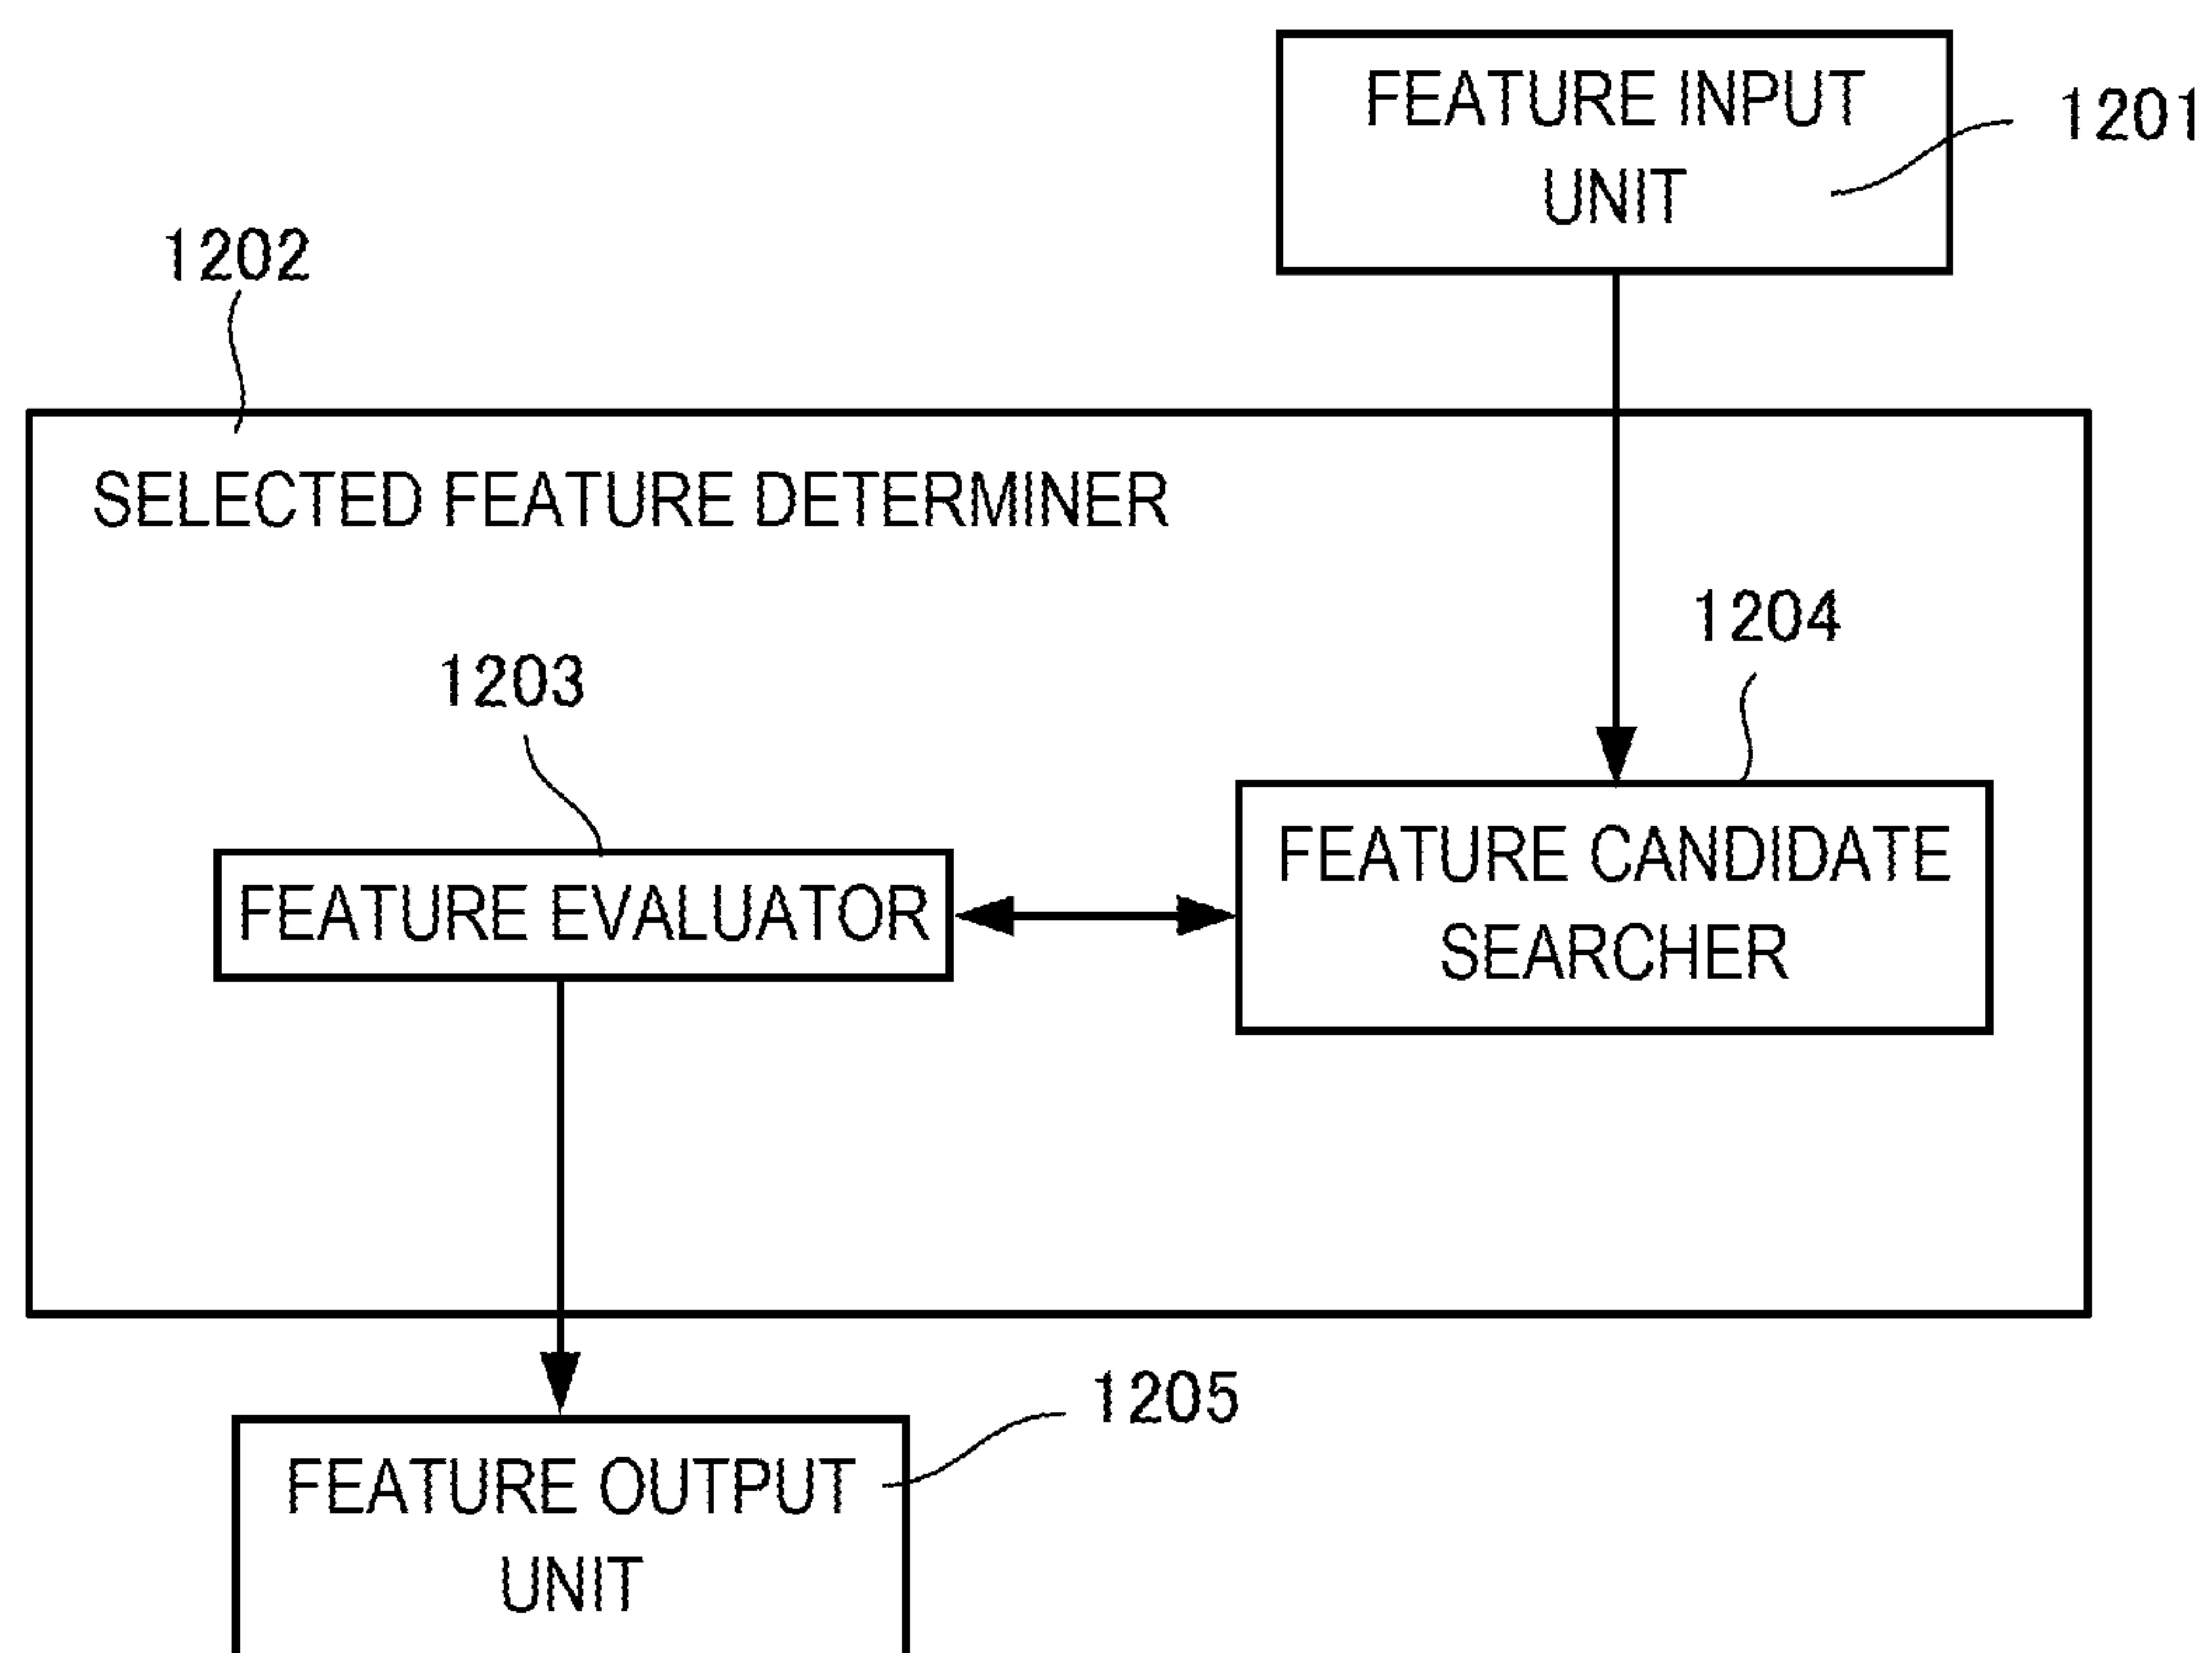 FEATURE INPUT
UNIT
1201
1202
SELECTED FEATURE DETERMINER
1204
1203
FEATURE CANDIDATE
SEARCHER
FEATURE EVALUATOR
1205
FEATURE OUTPUT
UNIT